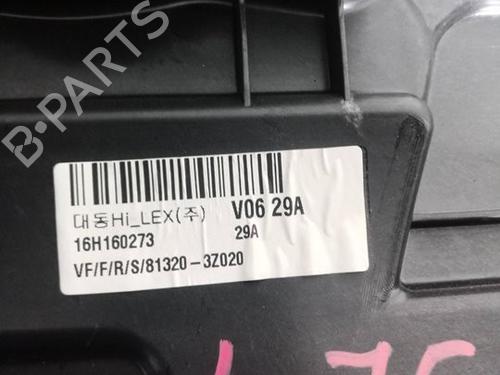 B-PARTS
대동Hi_LEX(주) V06 29A
16H160273 29A
VF/F/R/S/81320-3Z020